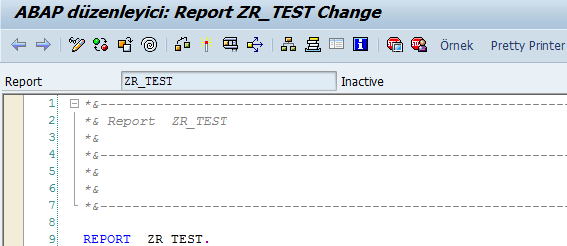 ABAP düzenleyici: Report ZR_TEST Change
Örnek Pretty Printer
Report ZR_TEST Inactive
1 *&---------------------------------------------------------------------
2 *& Report ZR_TEST
3 *&
4 *&---------------------------------------------------------------------
5 *&
6 *&
7 *&---------------------------------------------------------------------
8
9 REPORT ZR_TEST.